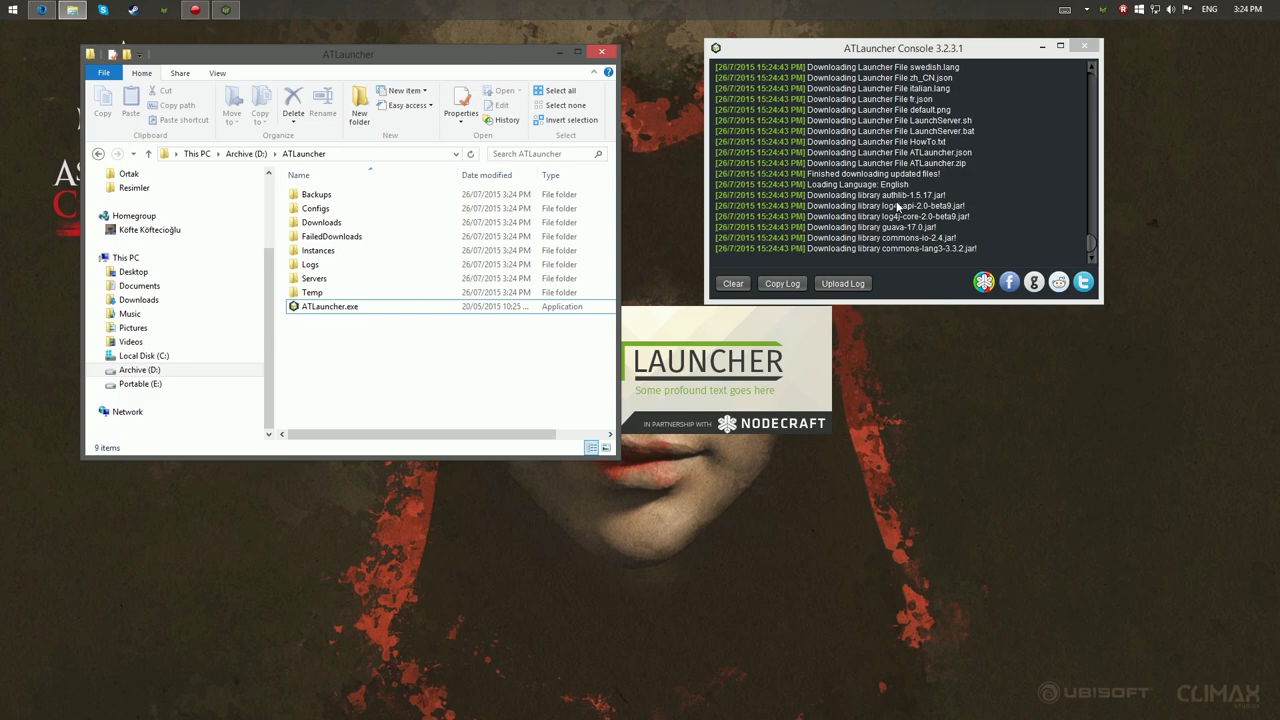 ENG
3:24 PM
ATLauncher
File
Home
Share
View
Copy
Paste
Cut
Copy path
Paste shortcut
Clipboard
Move to
Copy to
Delete
Rename
Organize
New folder
New item
Easy access
New
Properties
Open
Edit
History
Open
Select all
Select none
Invert selection
Select
This PC
Archive (D:)
ATLauncher
Search ATLauncher
Ortak
Resimler
Homegroup
Köfte Köftecioğlu
This PC
Desktop
Documents
Downloads
Music
Pictures
Videos
Local Disk (C:)
Archive (D:)
Portable (E:)
Network
Name Date modified Type
Backups 26/07/2015 3:24 PM File folder
Configs 26/07/2015 3:24 PM File folder
Downloads 26/07/2015 3:24 PM File folder
FailedDownloads 26/07/2015 3:24 PM File folder
Instances 26/07/2015 3:24 PM File folder
Logs 26/07/2015 3:24 PM File folder
Servers 26/07/2015 3:24 PM File folder
Temp 26/07/2015 3:24 PM File folder
ATLauncher.exe 20/05/2015 10:25 ... Application
9 items
ATLauncher Console 3.2.3.1
[26/7/2015 15:24:43 PM] Downloading Launcher File swedish.lang
[26/7/2015 15:24:43 PM] Downloading Launcher File zh_CN.json
[26/7/2015 15:24:43 PM] Downloading Launcher File italian.lang
[26/7/2015 15:24:43 PM] Downloading Launcher File fr.json
[26/7/2015 15:24:43 PM] Downloading Launcher File default.png
[26/7/2015 15:24:43 PM] Downloading Launcher File LaunchServer.sh
[26/7/2015 15:24:43 PM] Downloading Launcher File LaunchServer.bat
[26/7/2015 15:24:43 PM] Downloading Launcher File HowTo.txt
[26/7/2015 15:24:43 PM] Downloading Launcher File ATLauncher.json
[26/7/2015 15:24:43 PM] Downloading Launcher File ATLauncher.zip
[26/7/2015 15:24:43 PM] Finished downloading updated files!
[26/7/2015 15:24:43 PM] Loading Language: English
[26/7/2015 15:24:43 PM] Downloading library authlib-1.5.17.jar!
[26/7/2015 15:24:43 PM] Downloading library log4j-api-2.0-beta9.jar!
[26/7/2015 15:24:43 PM] Downloading library log4j-core-2.0-beta9.jar!
[26/7/2015 15:24:43 PM] Downloading library guava-17.0.jar!
[26/7/2015 15:24:43 PM] Downloading library commons-io-2.4.jar!
[26/7/2015 15:24:43 PM] Downloading library commons-lang3-3.3.2.jar!
Clear
Copy Log
Upload Log
LAUNCHER
Some profound text goes here
IN PARTNERSHIP WITH NODECRAFT
UBISOFT
CLIMAX